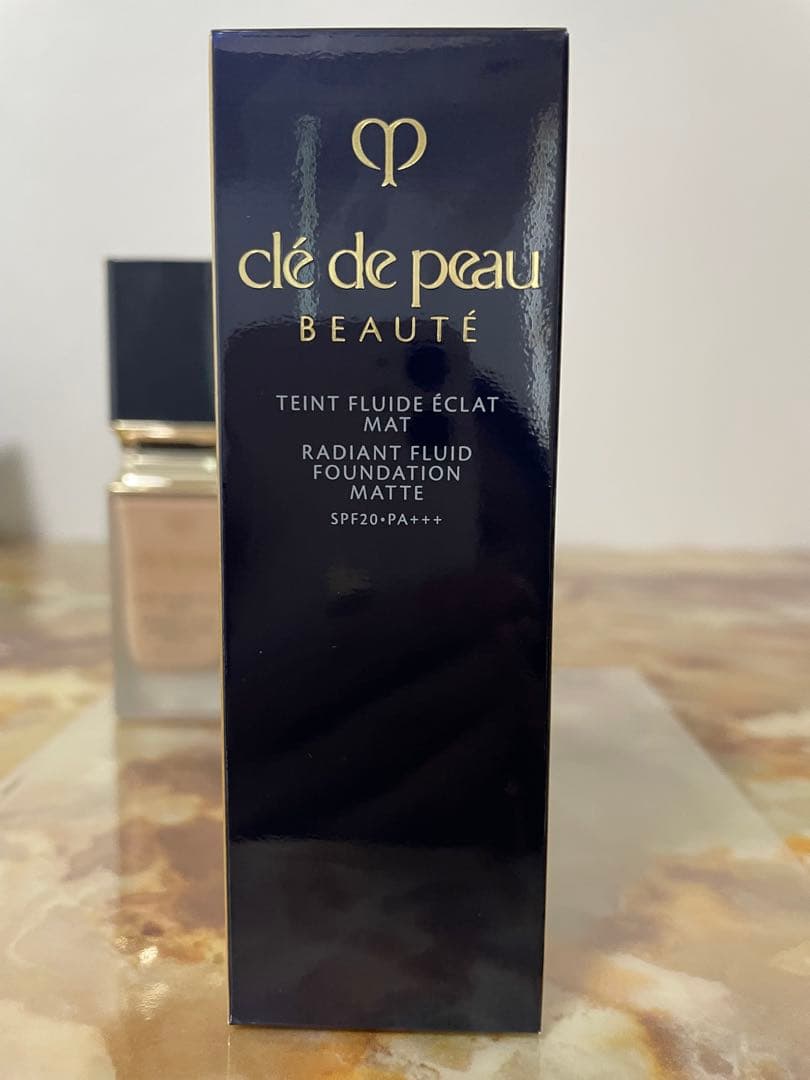 clé de peau
BEAUTÉ
TEINT FLUIDE ÉCLAT
MAT
RADIANT FLUID
FOUNDATION
MATTE
SPF20•PA+++